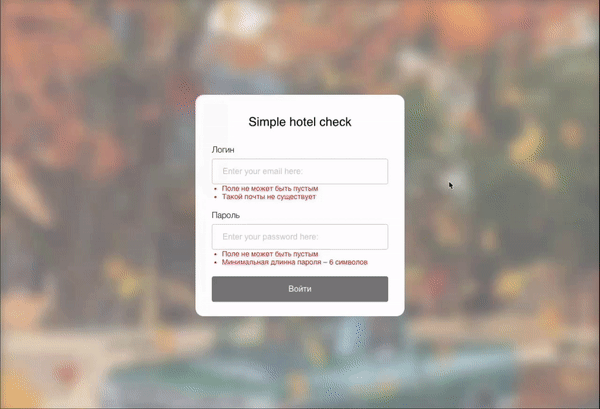 Simple hotel check
Логин
Enter your email here:
Поле не может быть пустым
Такой почты не существует
Пароль
Enter your password here:
Поле не может быть пустым
Минимальная длинна пароля – 6 символов
Войти